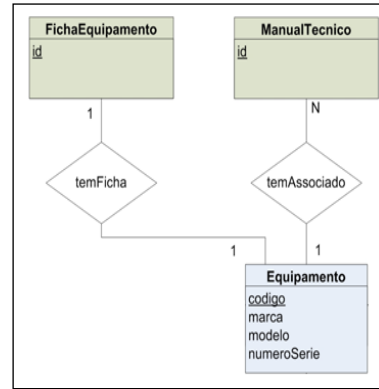 FichaEquipamento
id
ManualTecnico
id
1
N
temFicha
temAssociado
1
1
Equipamento
codigo
marca
modelo
numeroSerie